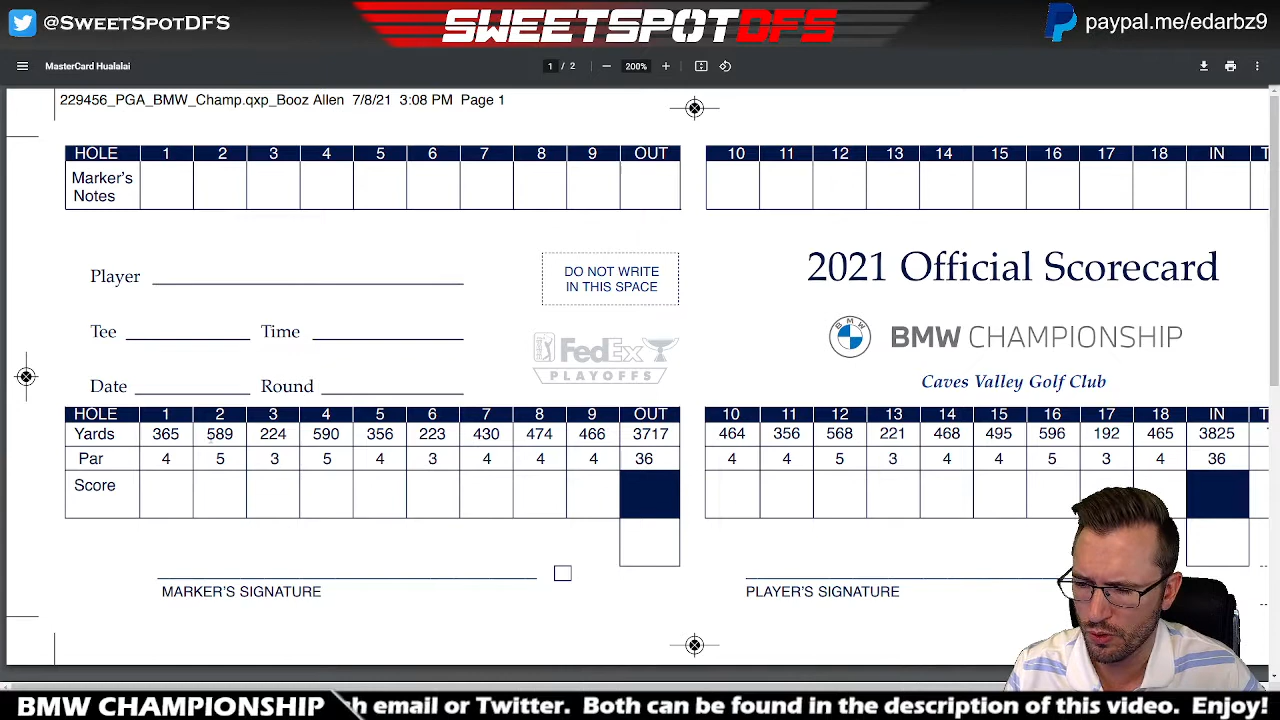 @SWEETSPOTDFS
SWEETSPOTDFS
paypal.me/edarbz9
MasterCard Hualalai
1 / 2
200%
229456_PGA_BMW_Champ.qxp_Booz Allen 7/8/21 3:08 PM Page 1
HOLE 1 2 3 4 5 6 7 8 9 OUT 10 11 12 13 14 15 16 17 18 IN
Marker's
Notes
2021 Official Scorecard
Player
DO NOT WRITE
IN THIS SPACE
Tee Time
BMW
BMW CHAMPIONSHIP
FedEx
PLAYOFFS
Date Round
Caves Valley Golf Club
HOLE 1 2 3 4 5 6 7 8 9 OUT 10 11 12 13 14 15 16 17 18 IN
Yards 365 589 224 590 356 223 430 474 466 3717 464 356 568 221 468 495 596 192 465 3825
Par 4 5 3 5 4 3 4 4 4 36 4 4 5 3 4 4 5 3 4 36
Score
MARKER'S SIGNATURE
PLAYER'S SIGNATURE
BMW CHAMPIONSHIP
h email or Twitter. Both can be found in the description of this video. Enjoy!